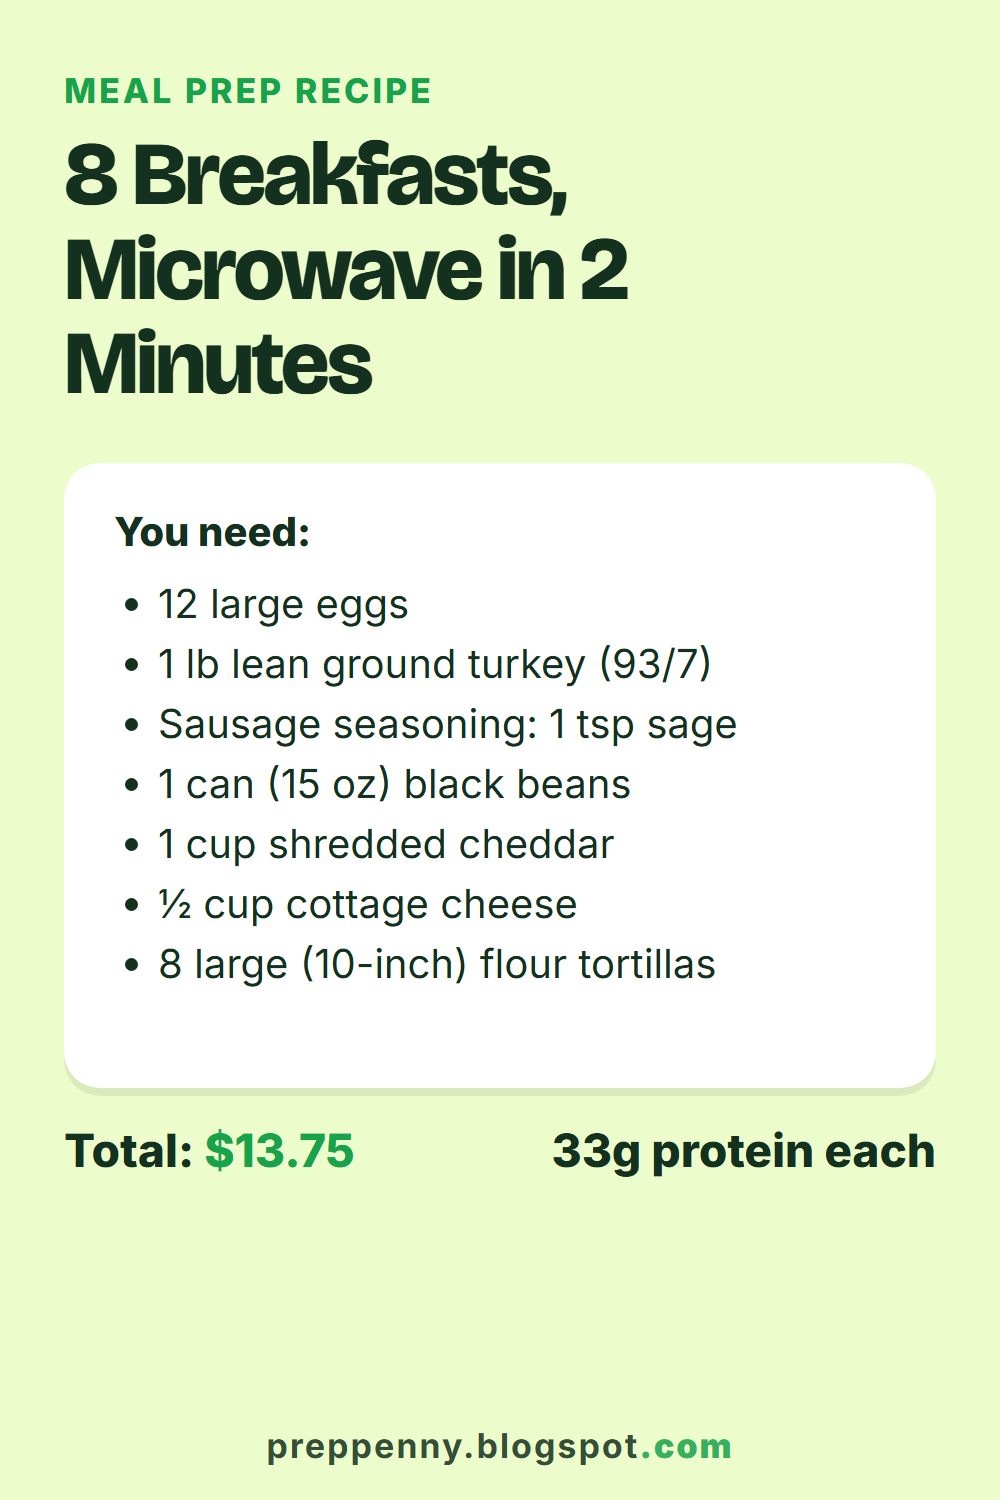 MEAL PREP RECIPE
8 Breakfasts,
Microwave in 2
Minutes
You need:
• 12 large eggs
• 1 lb lean ground turkey (93/7)
• Sausage seasoning: 1 tsp sage
• 1 can (15 oz) black beans
• 1 cup shredded cheddar
• ½ cup cottage cheese
• 8 large (10-inch) flour tortillas
Total: $13.75 33g protein each
preppenny.blogspot.com